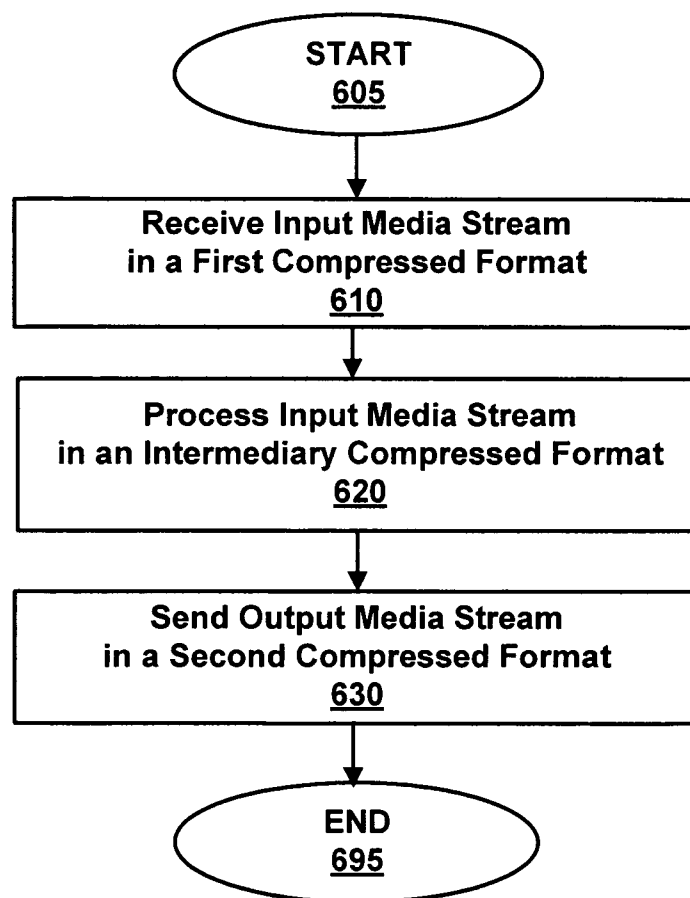 START
605
Receive Input Media Stream
in a First Compressed Format
610
Process Input Media Stream
in an Intermediary Compressed Format
620
Send Output Media Stream
in a Second Compressed Format
630
END
695